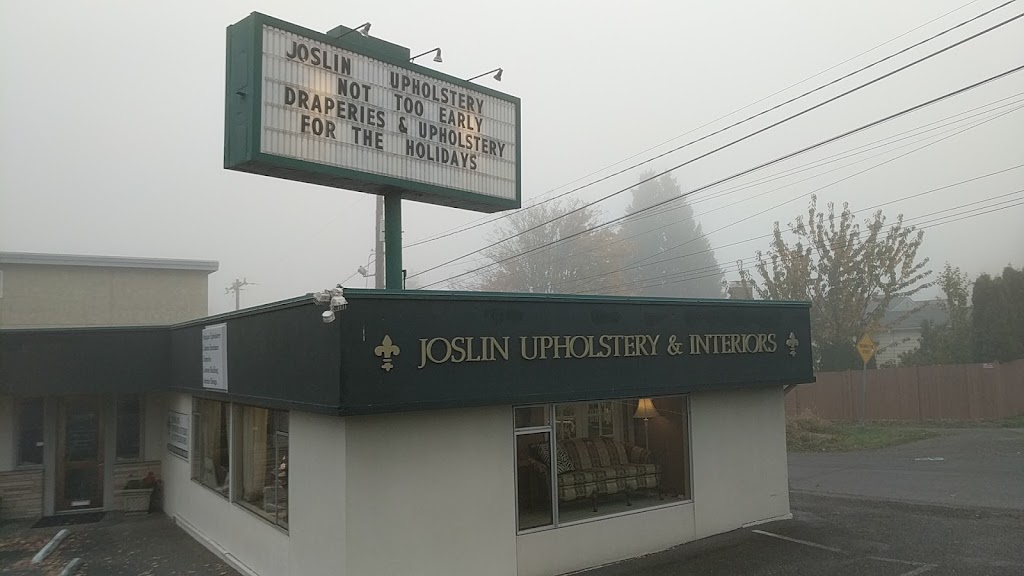 JOSLIN UPHOLSTERY
NOT TOO EARLY
DRAPERIES & UPHOLSTERY
FOR THE HOLIDAYS
JOSLIN UPHOLSTERY & INTERIORS